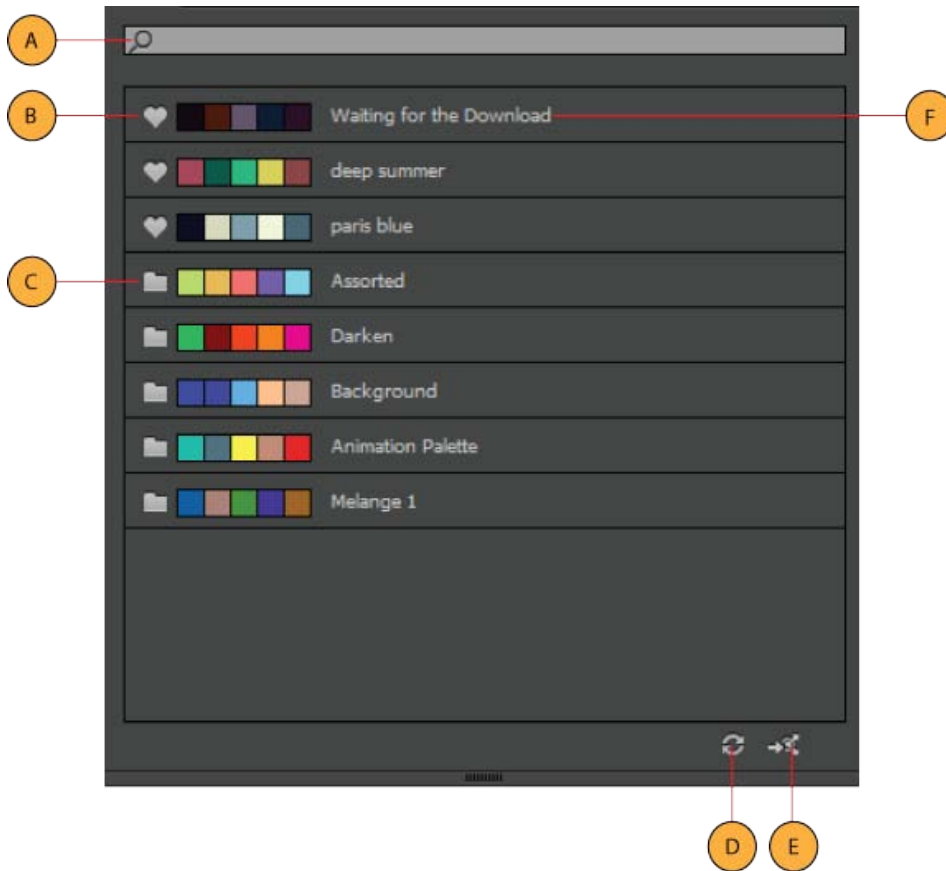 A
B
Waiting for the Download
F
deep summer
paris blue
C
Assorted
Darken
Background
Animation Palette
Melange 1
D
E